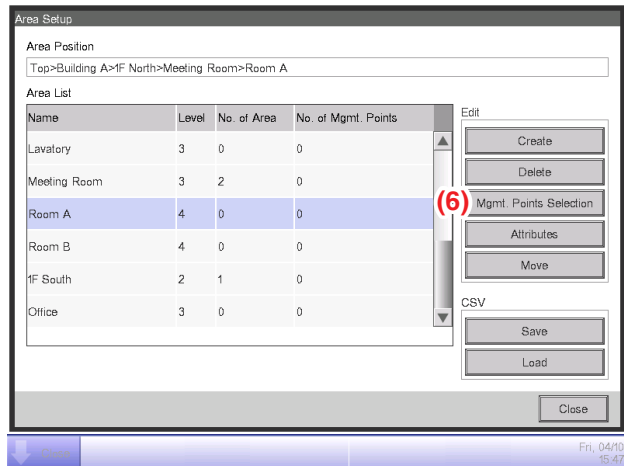 Area Setup
Area Position
Top>Building A>1F North>Meeting Room>Room A
Area List
Name Level No. of Area No. of Mgmt. Points
Lavatory 3 0 0
Meeting Room 3 2 0
Room A 4 0 0
Room B 4 0 0
1F South 2 1 0
Office 3 0 0
Edit
Create
Delete
(6) Mgmt. Points Selection
Attributes
Move
CSV
Save
Load
Close
Fri, 04/10
15:47